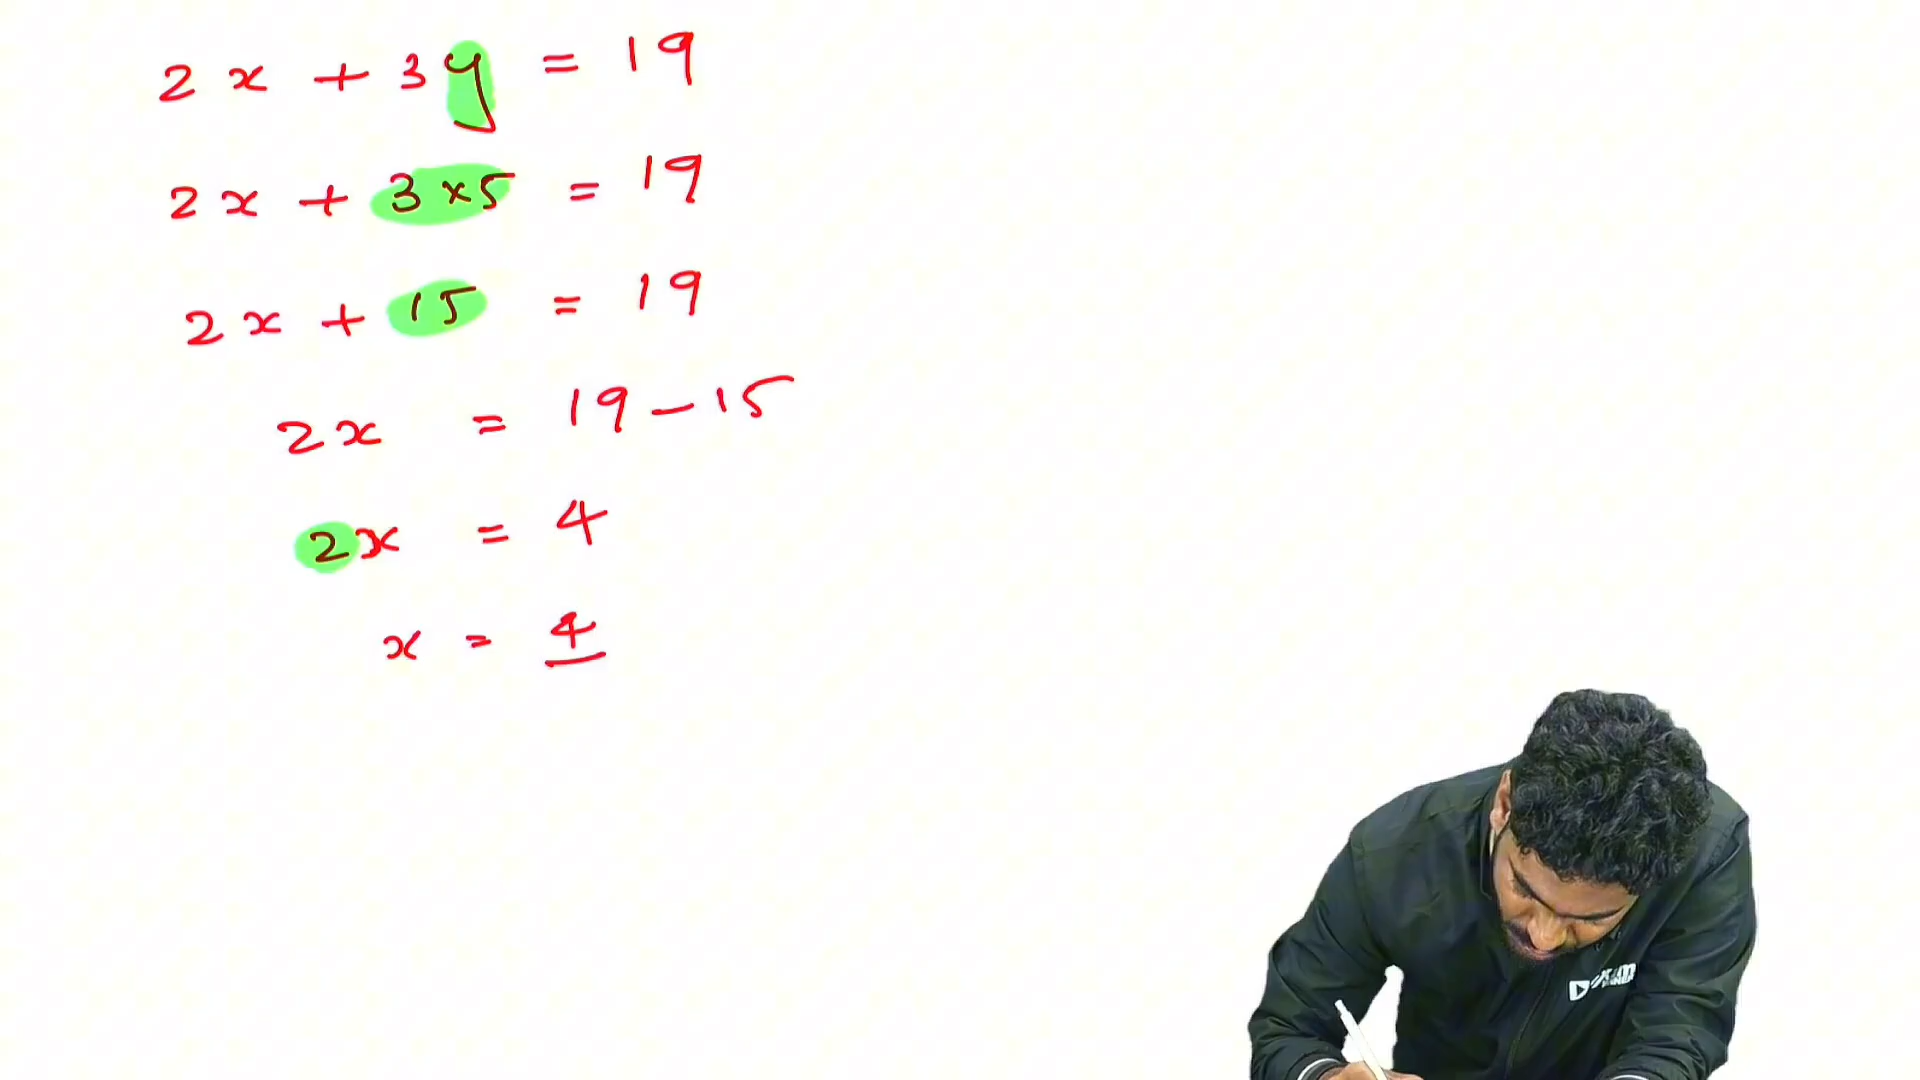 2x + 3y = 19
2x + 3×5 = 19
2x + 15 = 19
2x = 19 - 15
2x = 4
x = 4